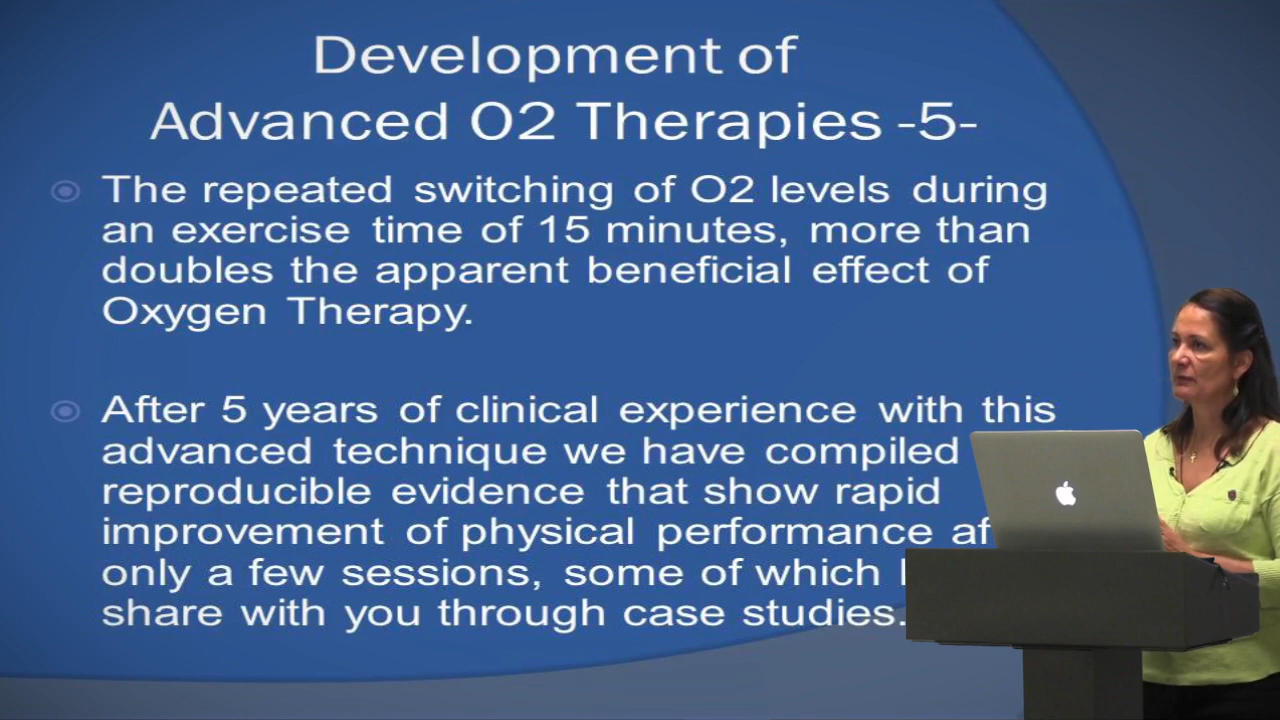 Development of
Advanced O2 Therapies -5-
The repeated switching of O2 levels during
an exercise time of 15 minutes, more than
doubles the apparent beneficial effect of
Oxygen Therapy.
After 5 years of clinical experience with this
advanced technique we have compiled
reproducible evidence that show rapid
improvement of physical performance
only a few sessions, some of which
share with you through case studies.